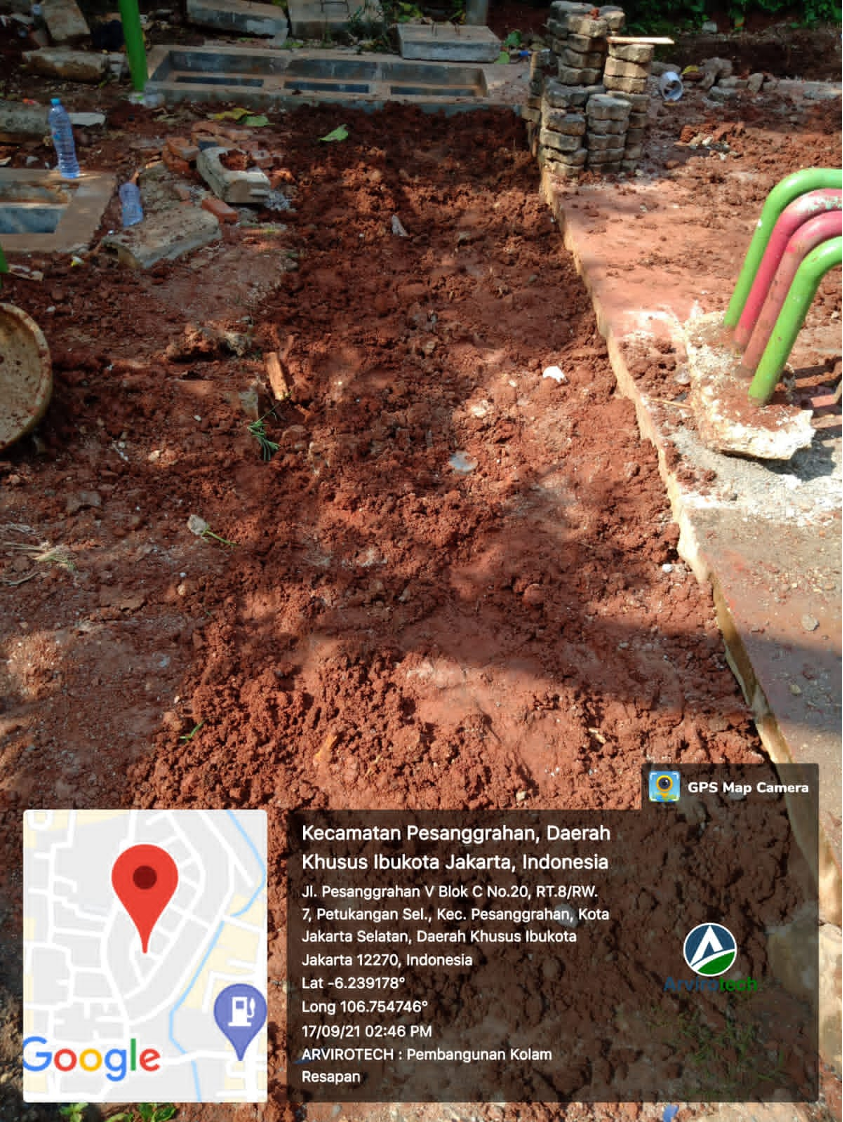 GPS Map Camera
Kecamatan Pesanggrahan, Daerah
Khusus Ibukota Jakarta, Indonesia
Jl. Pesanggrahan V Blok C No.20, RT.8/RW.
7, Petukangan Sel., Kec. Pesanggrahan, Kota
Jakarta Selatan, Daerah Khusus Ibukota
Jakarta 12270, Indonesia
Lat -6.239178°
Long 106.754746°
17/09/21 02:46 PM
ARVIROTECH : Pembangunan Kolam
Resapan
Arvirotech
Google